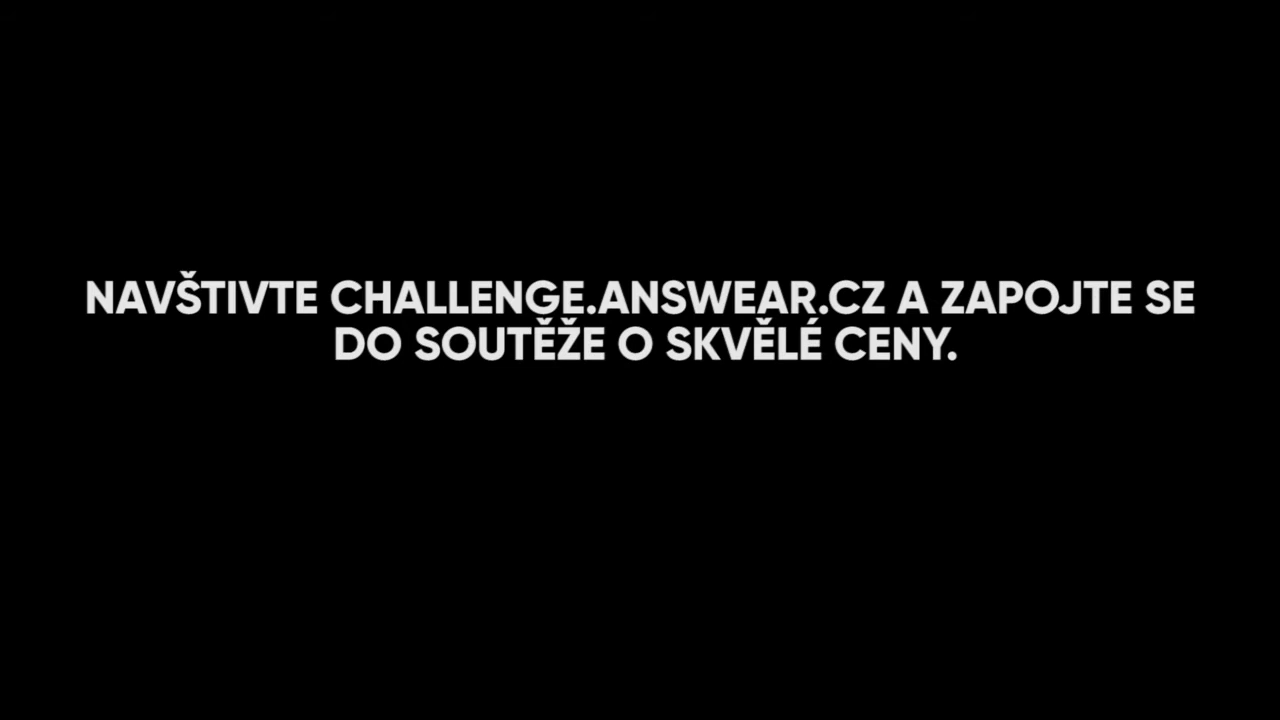 NAVŠTIVTE CHALLENGE.ANSWEAR.CZ A ZAPOJTE SE
DO SOUTĚŽE O SKVĚLÉ CENY.